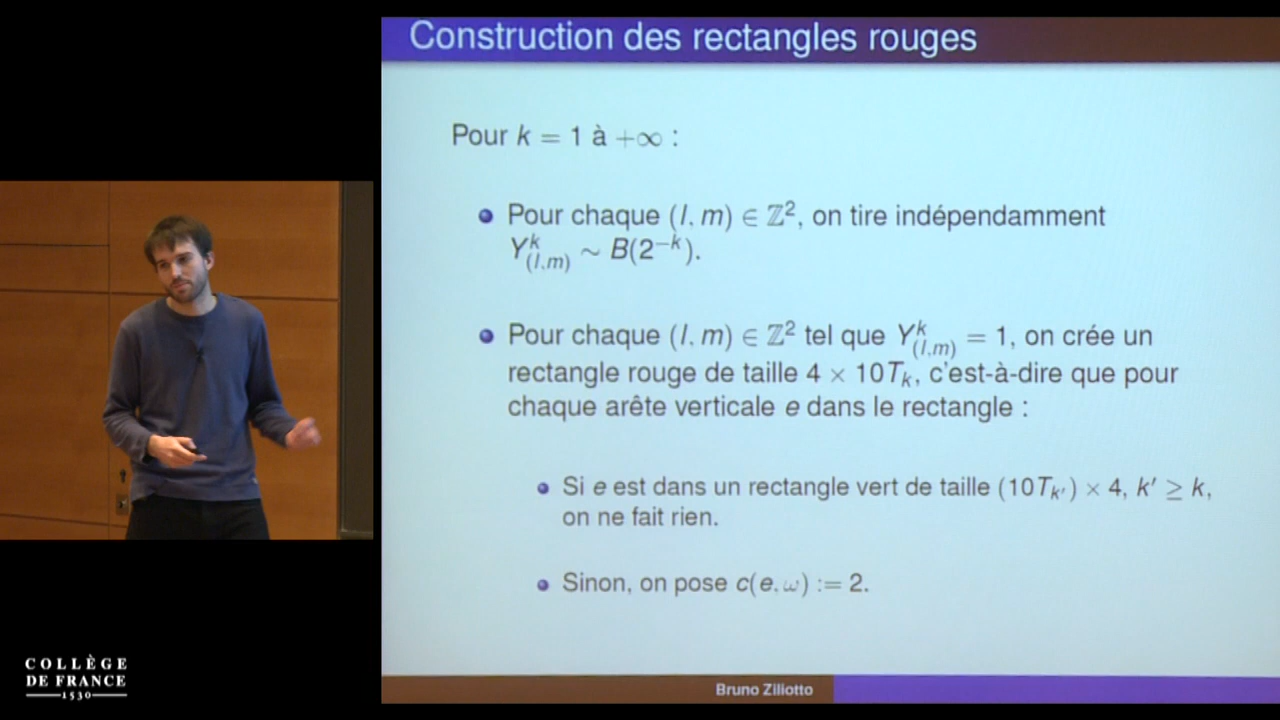 Construction des rectangles rouges
Pour k = 1 à +∞ :
Pour chaque (l, m) ∈ ℤ², on tire indépendamment
Y^k_(l,m) ∼ B(2^−k).
Pour chaque (l, m) ∈ ℤ² tel que Y^k_(l,m) = 1, on crée un
rectangle rouge de taille 4 × 10T_k, c'est-à-dire que pour
chaque arête verticale e dans le rectangle :
Si e est dans un rectangle vert de taille (10T_k′) × 4, k′ ≥ k,
on ne fait rien.
Sinon, on pose c(e, ω) := 2.
Bruno Ziliotto
COLLÈGE
DE FRANCE
1530